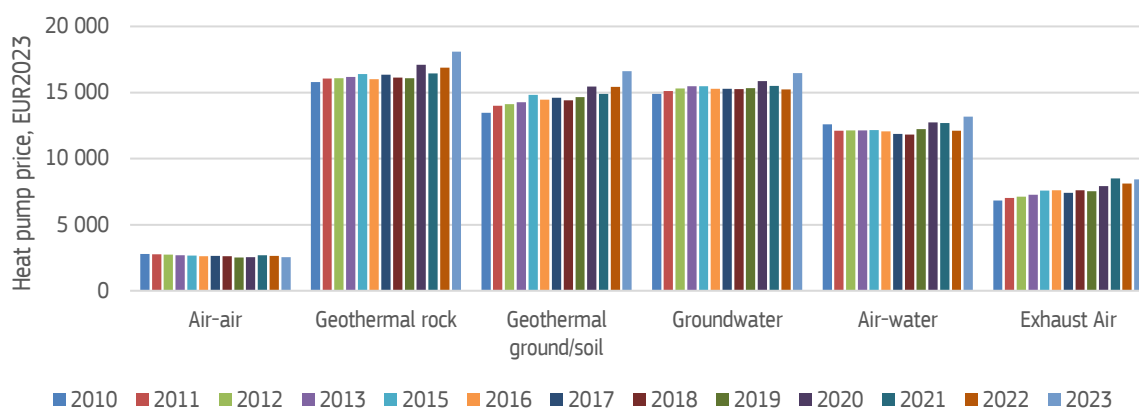 Heat pump price, EUR2023
20 000
15 000
10 000
5 000
0
Air-air
Geothermal rock
Geothermal
ground/soil
Groundwater
Air-water
Exhaust Air
2010 2011 2012 2013 2015 2016 2017 2018 2019 2020 2021 2022 2023